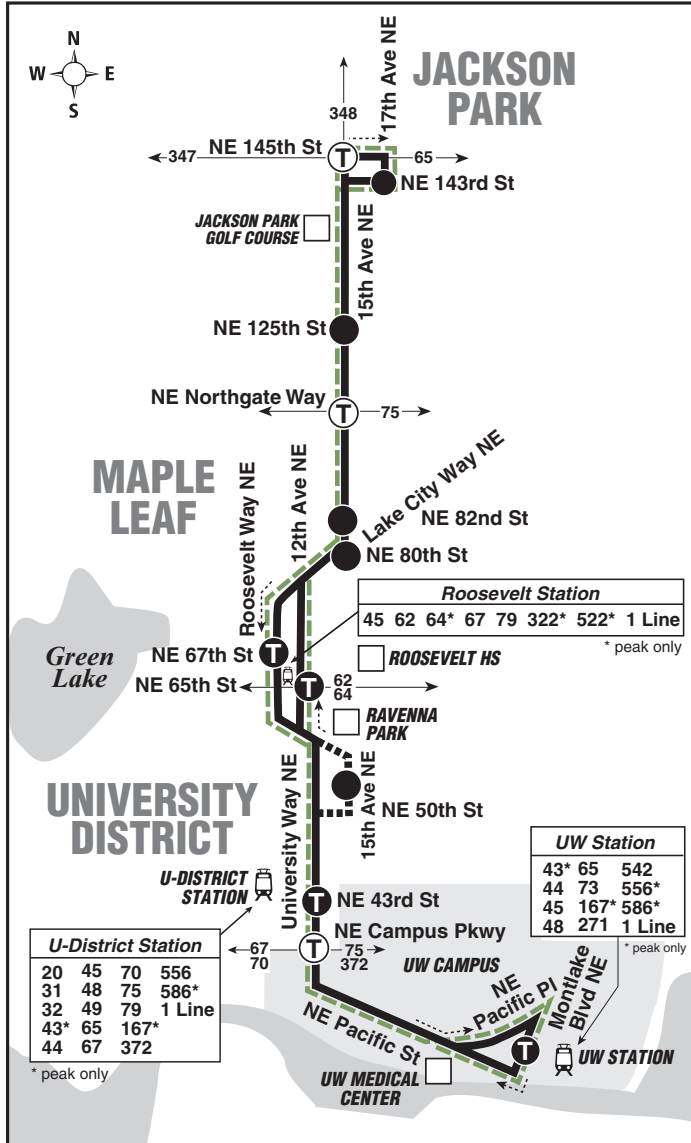 N
W E
S
JACKSON
PARK
17th Ave NE
348
NE 145th St
T
347
65
NE 143rd St
JACKSON PARK
GOLF COURSE
15th Ave NE
NE 125th St
NE Northgate Way
T
75
MAPLE
LEAF
Roosevelt Way NE
12th Ave NE
Lake City Way NE
NE 82nd St
NE 80th St
Roosevelt Station
45 62 64* 67 79 322* 522* 1 Line
* peak only
Green
Lake
NE 67th St
T
ROOSEVELT HS
NE 65th St
T
62
64
RAVENNA
PARK
UNIVERSITY
DISTRICT
University Way NE
15th Ave NE
NE 50th St
U-DISTRICT
STATION
T
NE 43rd St
67
70
T
NE Campus Pkwy
75
372
UW CAMPUS
UW Station
43* 65 542
44 73 556*
45 167* 586*
48 271 1 Line
* peak only
U-District Station
20 45 70 556
31 48 75 586*
32 49 79 1 Line
43* 65 167*
44 67 372
* peak only
NE Pacific St
NE
Pacific Pl
Montlake
Blvd NE
T
UW STATION
UW MEDICAL
CENTER